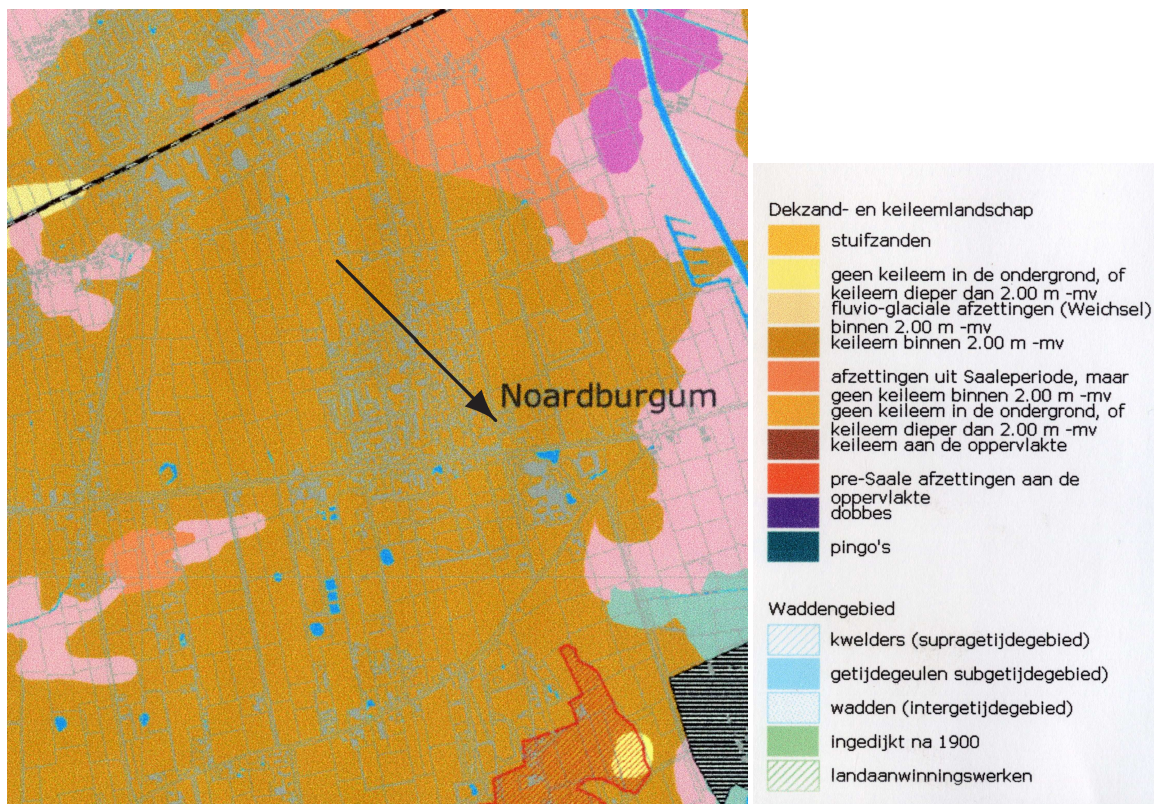 Noardburgum
Dekzand- en keileemlandschap
stuifzanden
geen keileem in de ondergrond, of
keileem dieper dan 2.00 m -mv
fluvio-glaciale afzettingen (Weichsel)
binnen 2.00 m -mv
keileem binnen 2.00 m -mv
afzettingen uit Saaleperiode, maar
geen keileem binnen 2.00 m -mv
geen keileem in de ondergrond, of
keileem dieper dan 2.00 m -mv
keileem aan de oppervlakte
pre-Saale afzettingen aan de
oppervlakte
dobbes
pingo's
Waddengebied
kwelders (supragetijdegebied)
getijdegeulen subgetijdegebied)
wadden (intergetijdegebied)
ingedijkt na 1900
landaanwinningswerken